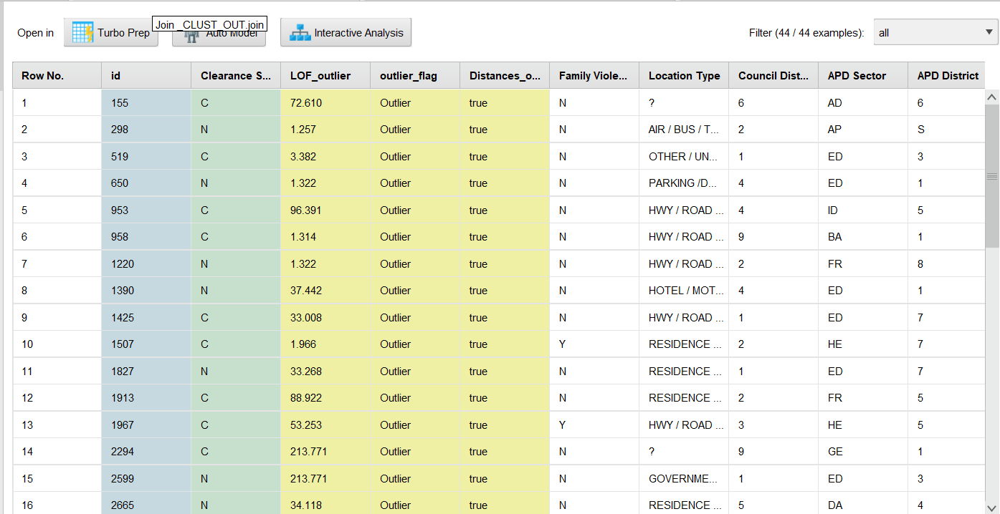 Open in Turbo Prep Auto Model Interactive Analysis Filter (44 / 44 examples): all
Join _CLUST_OUT.join
Row No. id Clearance S... LOF_outlier outlier_flag Distances_o... Family Viole... Location Type Council Dist... APD Sector APD District
1 155 C 72.610 Outlier true N ? 6 AD 6
2 298 N 1.257 Outlier true N AIR / BUS / T... 2 AP S
3 519 C 3.382 Outlier true N OTHER / UN... 1 ED 3
4 650 N 1.322 Outlier true N PARKING /D... 4 ED 1
5 953 C 96.391 Outlier true N HWY / ROAD ... 4 ID 5
6 958 C 1.314 Outlier true N HWY / ROAD ... 9 BA 1
7 1220 N 1.322 Outlier true N HWY / ROAD ... 2 FR 8
8 1390 N 37.442 Outlier true N HOTEL / MOT... 4 ED 1
9 1425 C 33.008 Outlier true N HWY / ROAD ... 1 ED 7
10 1507 C 1.966 Outlier true Y RESIDENCE ... 2 HE 7
11 1827 N 33.268 Outlier true N RESIDENCE ... 1 ED 7
12 1913 C 88.922 Outlier true N RESIDENCE ... 2 FR 5
13 1967 C 53.253 Outlier true Y HWY / ROAD ... 3 HE 5
14 2294 C 213.771 Outlier true N ? 9 GE 1
15 2599 N 213.771 Outlier true N GOVERNME... 1 ED 3
16 2665 N 34.118 Outlier true N RESIDENCE ... 5 DA 4